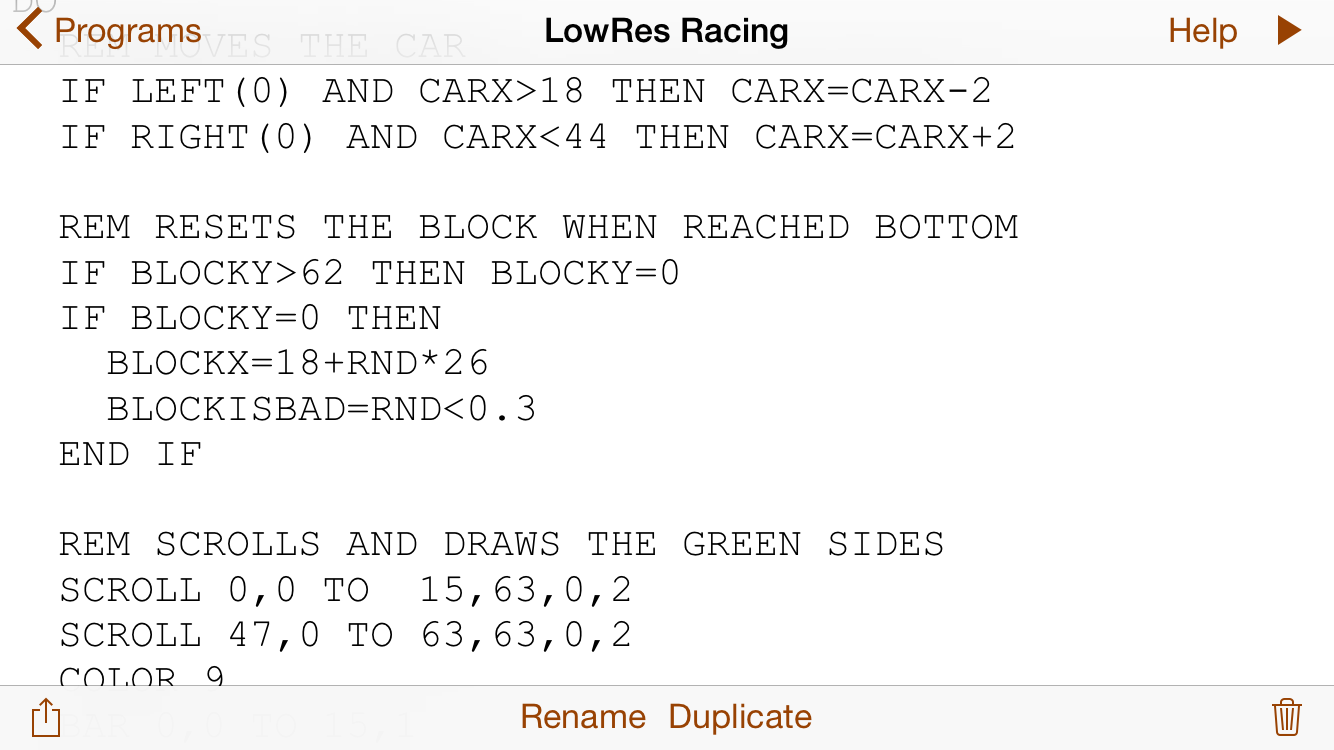 DO
Programs
LowRes Racing
Help
REM MOVES THE CAR
IF LEFT(0) AND CARX>18 THEN CARX=CARX-2
IF RIGHT(0) AND CARX<44 THEN CARX=CARX+2
REM RESETS THE BLOCK WHEN REACHED BOTTOM
IF BLOCKY>62 THEN BLOCKY=0
IF BLOCKY=0 THEN
BLOCKX=18+RND*26
BLOCKISBAD=RND<0.3
END IF
REM SCROLLS AND DRAWS THE GREEN SIDES
SCROLL 0,0 TO  15,63,0,2
SCROLL 47,0 TO 63,63,0,2
COLOR 9
BAR 0,0 TO 15,1
Rename
Duplicate